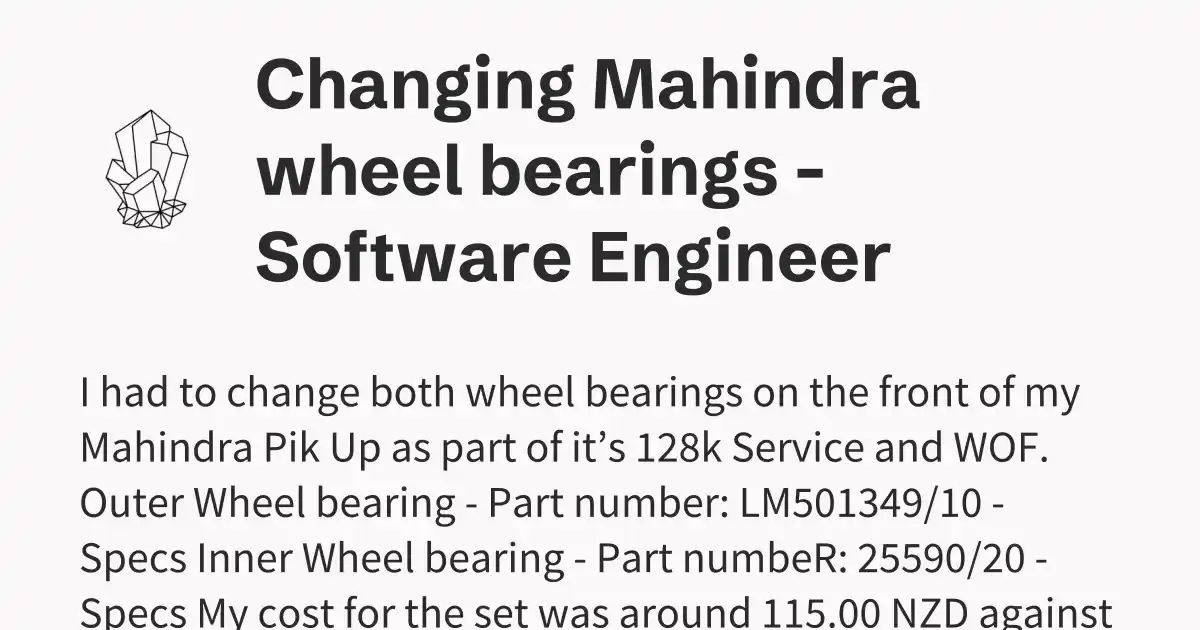 Changing Mahindra
wheel bearings -
Software Engineer
I had to change both wheel bearings on the front of my
Mahindra Pik Up as part of it’s 128k Service and WOF.
Outer Wheel bearing - Part number: LM501349/10 -
Specs Inner Wheel bearing - Part numbeR: 25590/20 -
Specs My cost for the set was around 115.00 NZD against